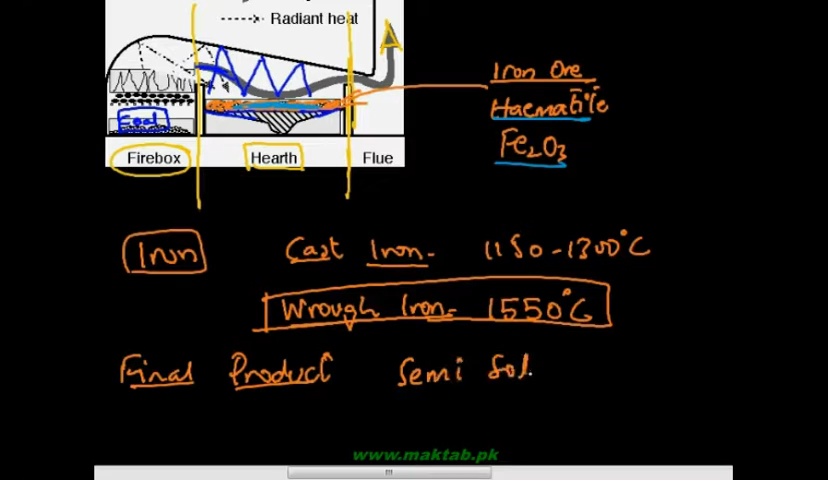 Radiant heat
Iron Ore
Haematite
Fe2O3
Coal
Firebox
Hearth
Flue
Iron
Cast Iron- 1150-1300°C
Wrough Iron- 1550°C
Final Product Semi Sol
www.maktab.pk